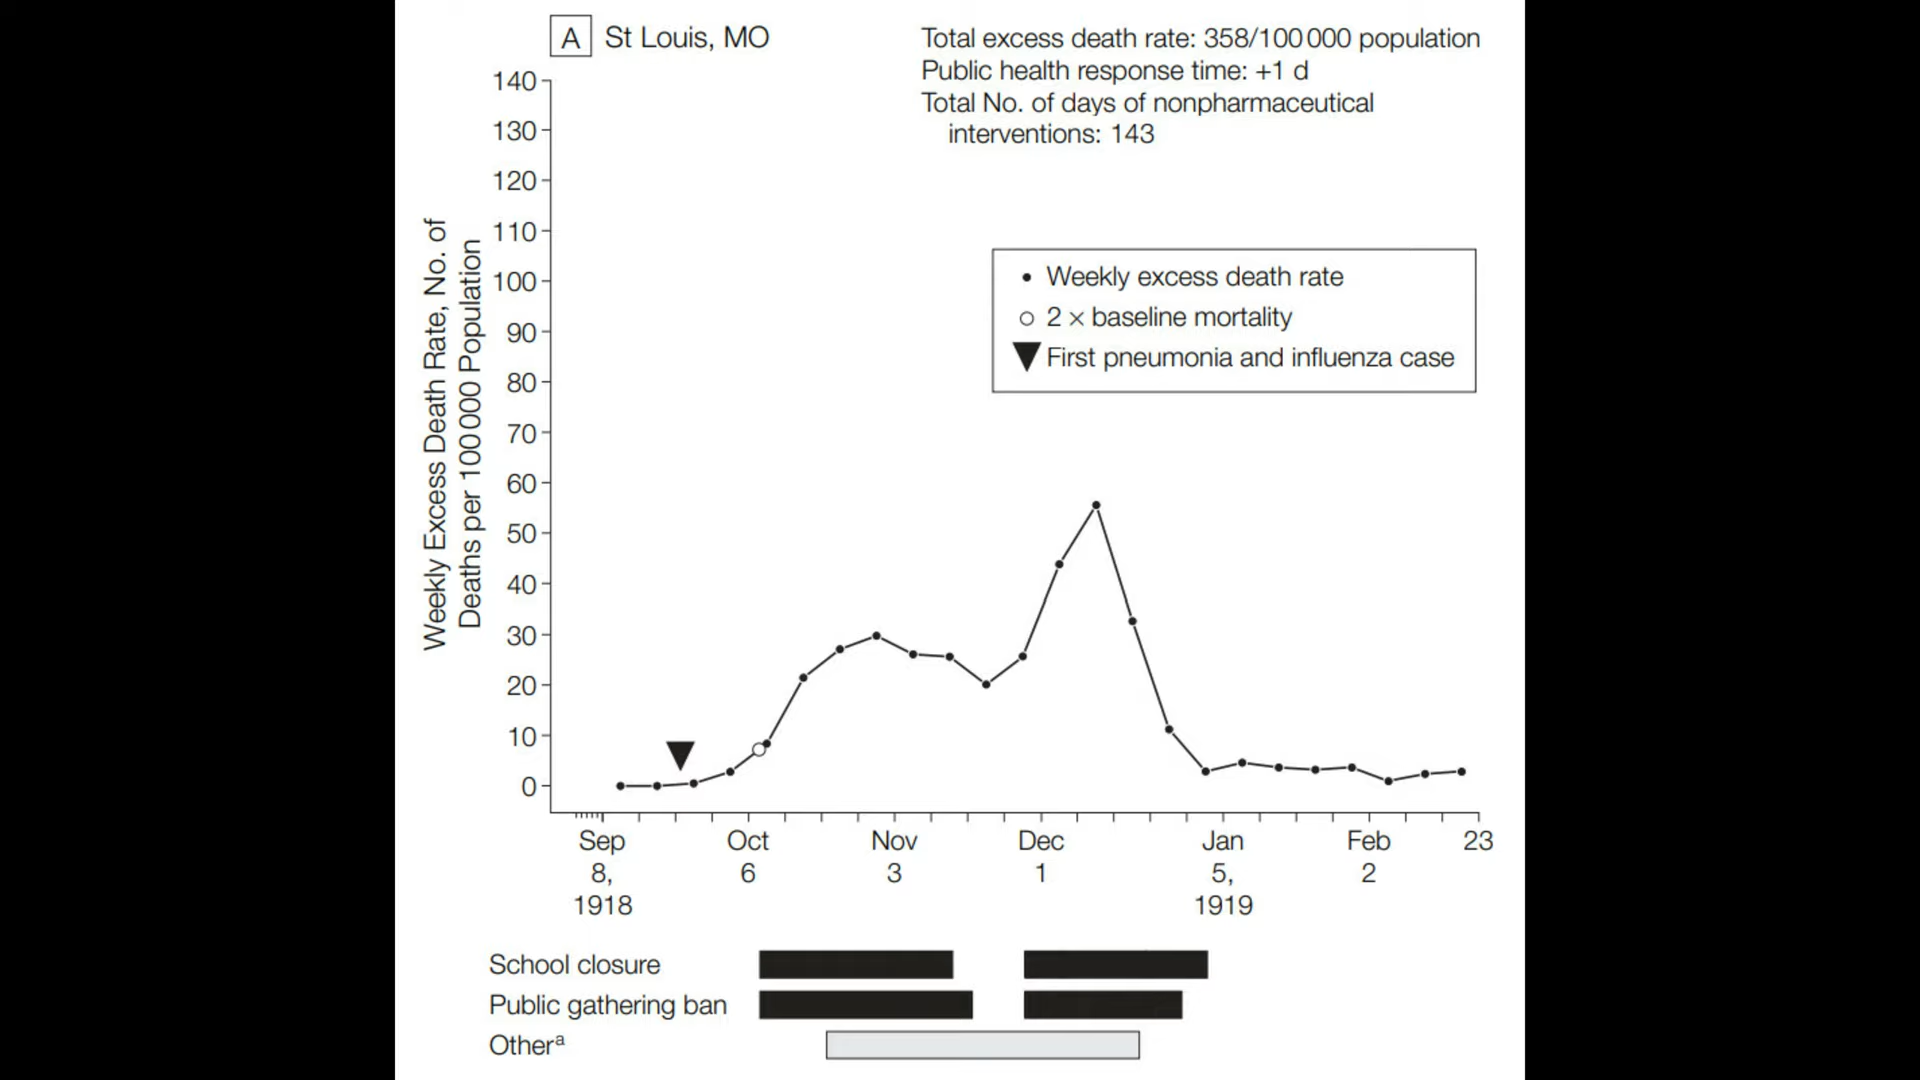 A St Louis, MO
Total excess death rate: 358/100 000 population
Public health response time: +1 d
Total No. of days of nonpharmaceutical
interventions: 143
Weekly Excess Death Rate, No. of
Deaths per 100 000 Population
140
130
120
110
100
90
80
70
60
50
40
30
20
10
0
• Weekly excess death rate
○ 2 × baseline mortality
▼ First pneumonia and influenza case
Sep Oct Nov Dec Jan Feb 23
8, 6 3 1 5, 2
1918 1919
School closure
Public gathering ban
Otherᵃ